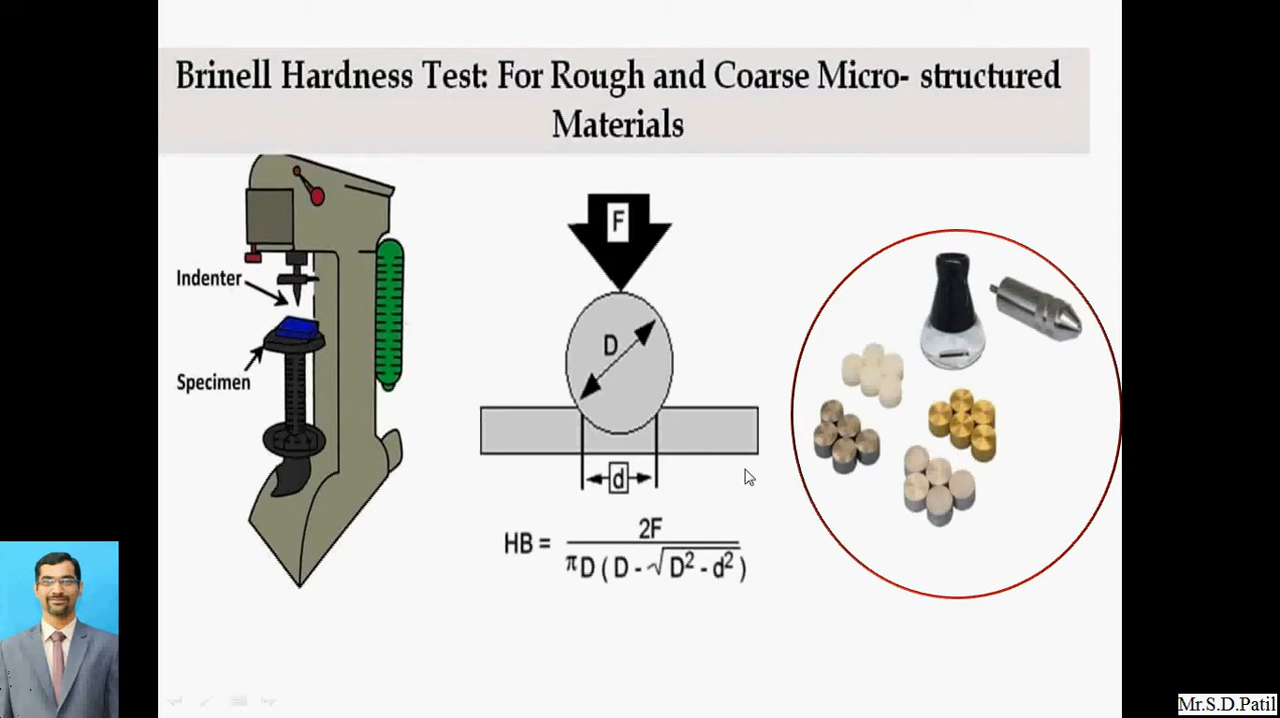 Brinell Hardness Test: For Rough and Coarse Micro- structured
Materials
Indenter
Specimen
F
D
d
HB = 2F / πD ( D - √D² - d² )
Mr.S.D.Patil